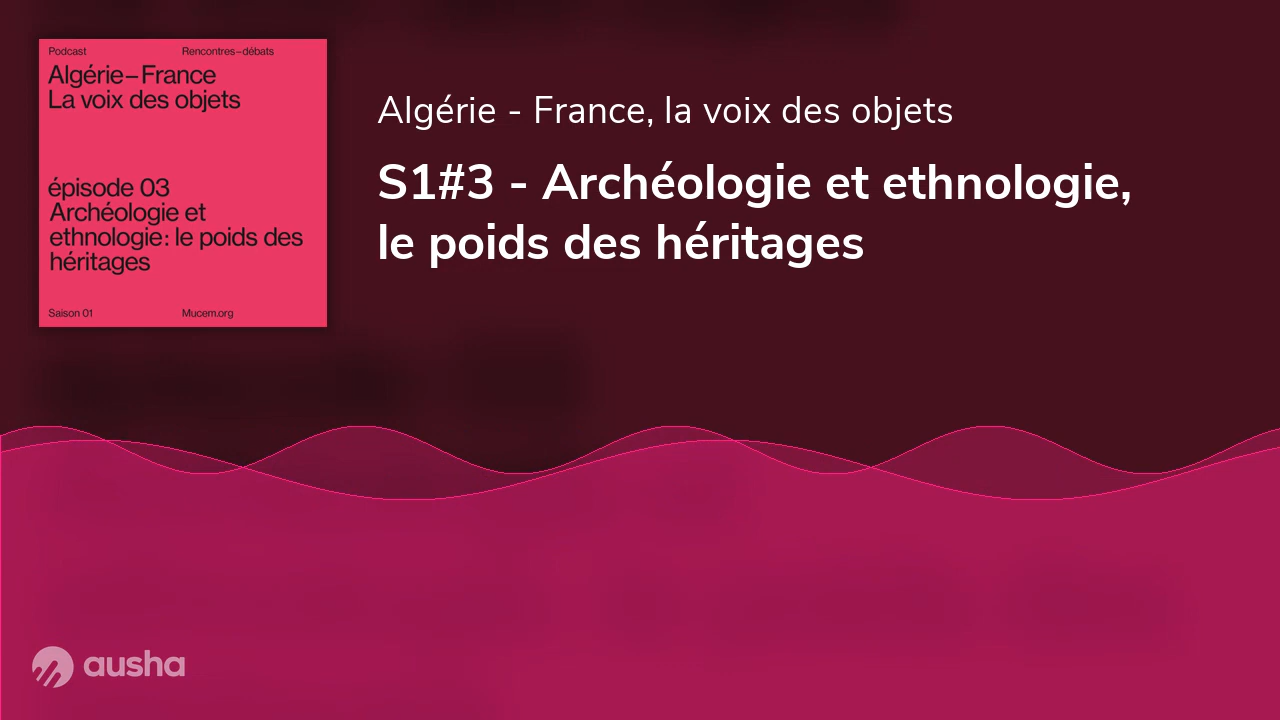 Podcast Rencontres–débats
Algérie–France
La voix des objets
épisode 03
Archéologie et
ethnologie: le poids des
héritages
Saison 01 Mucem.org
Algérie - France, la voix des objets
S1#3 - Archéologie et ethnologie,
le poids des héritages
ausha